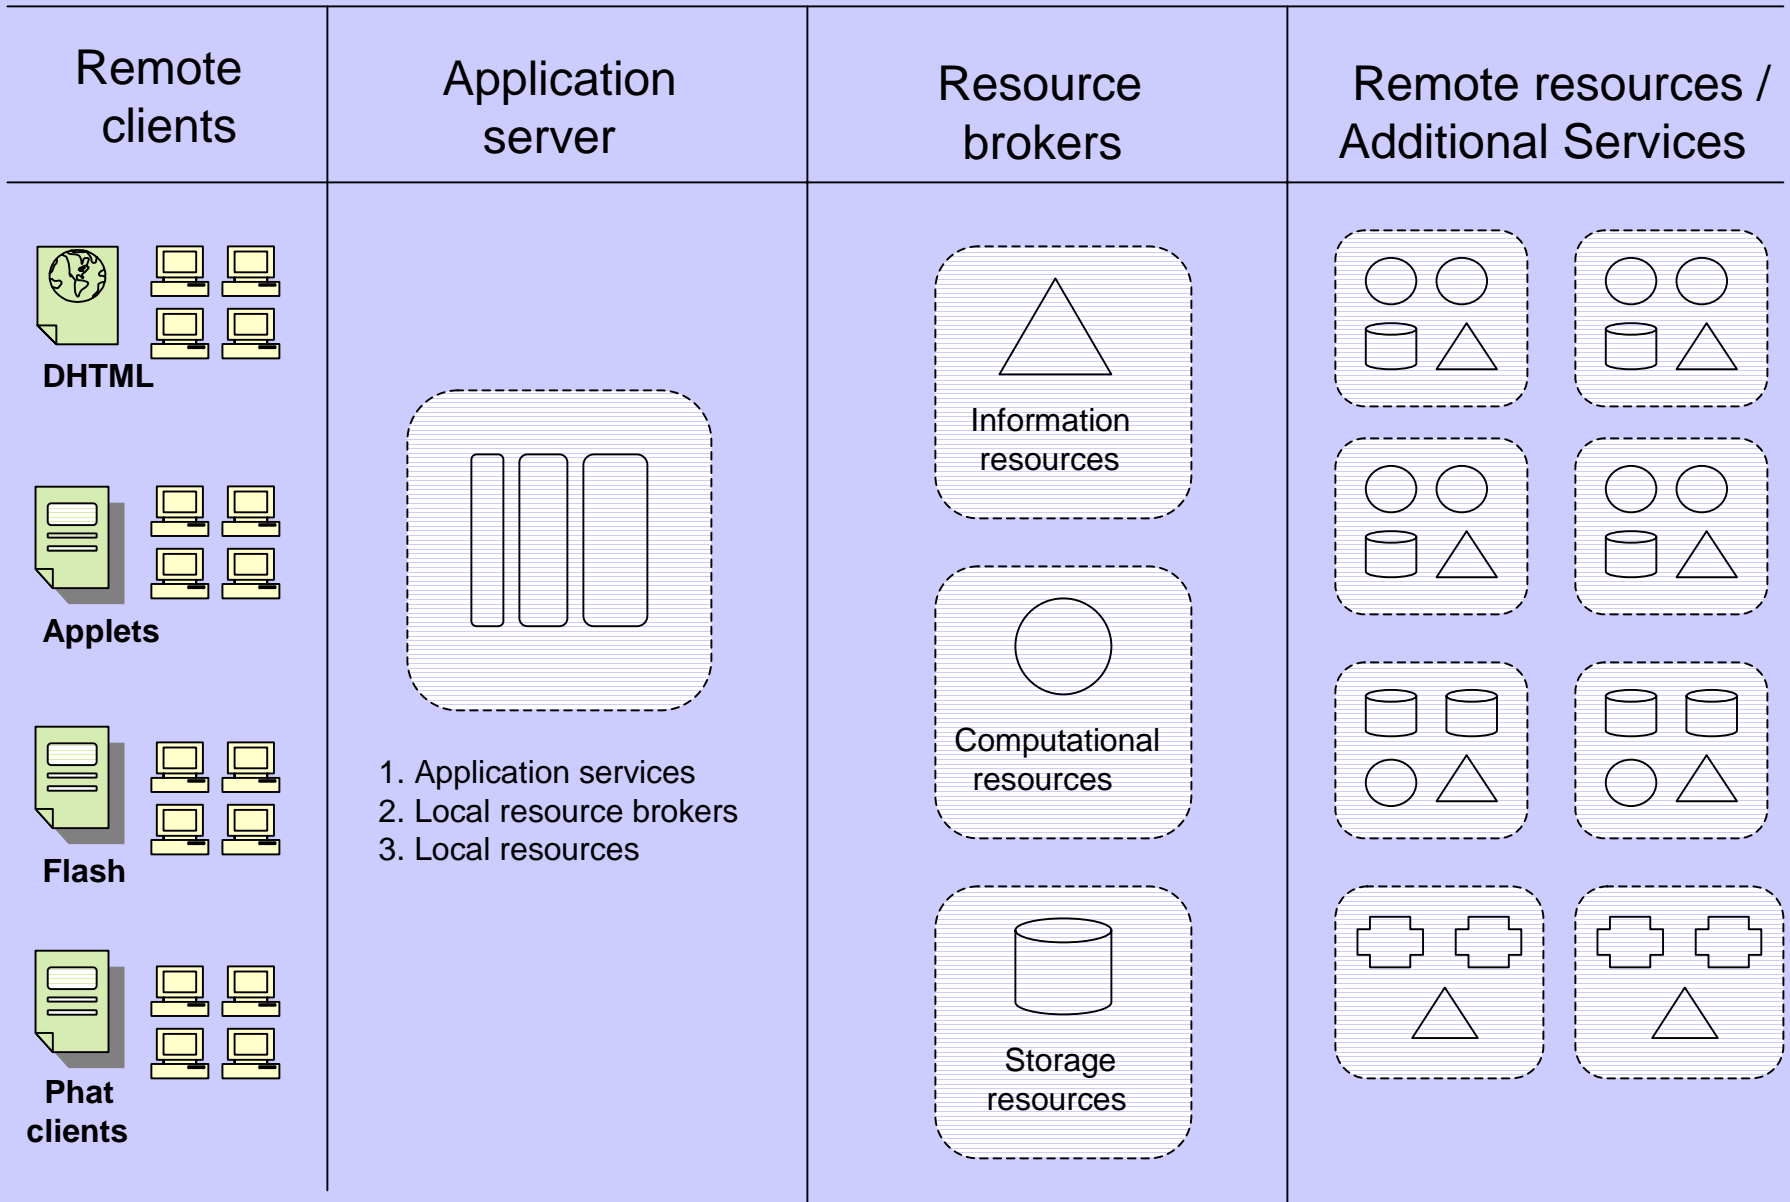 Remote
clients
Application
server
Resource
brokers
Remote resources /
Additional Services
DHTML
Applets
Flash
Phat
clients
1. Application services
2. Local resource brokers
3. Local resources
Information
resources
Computational
resources
Storage
resources